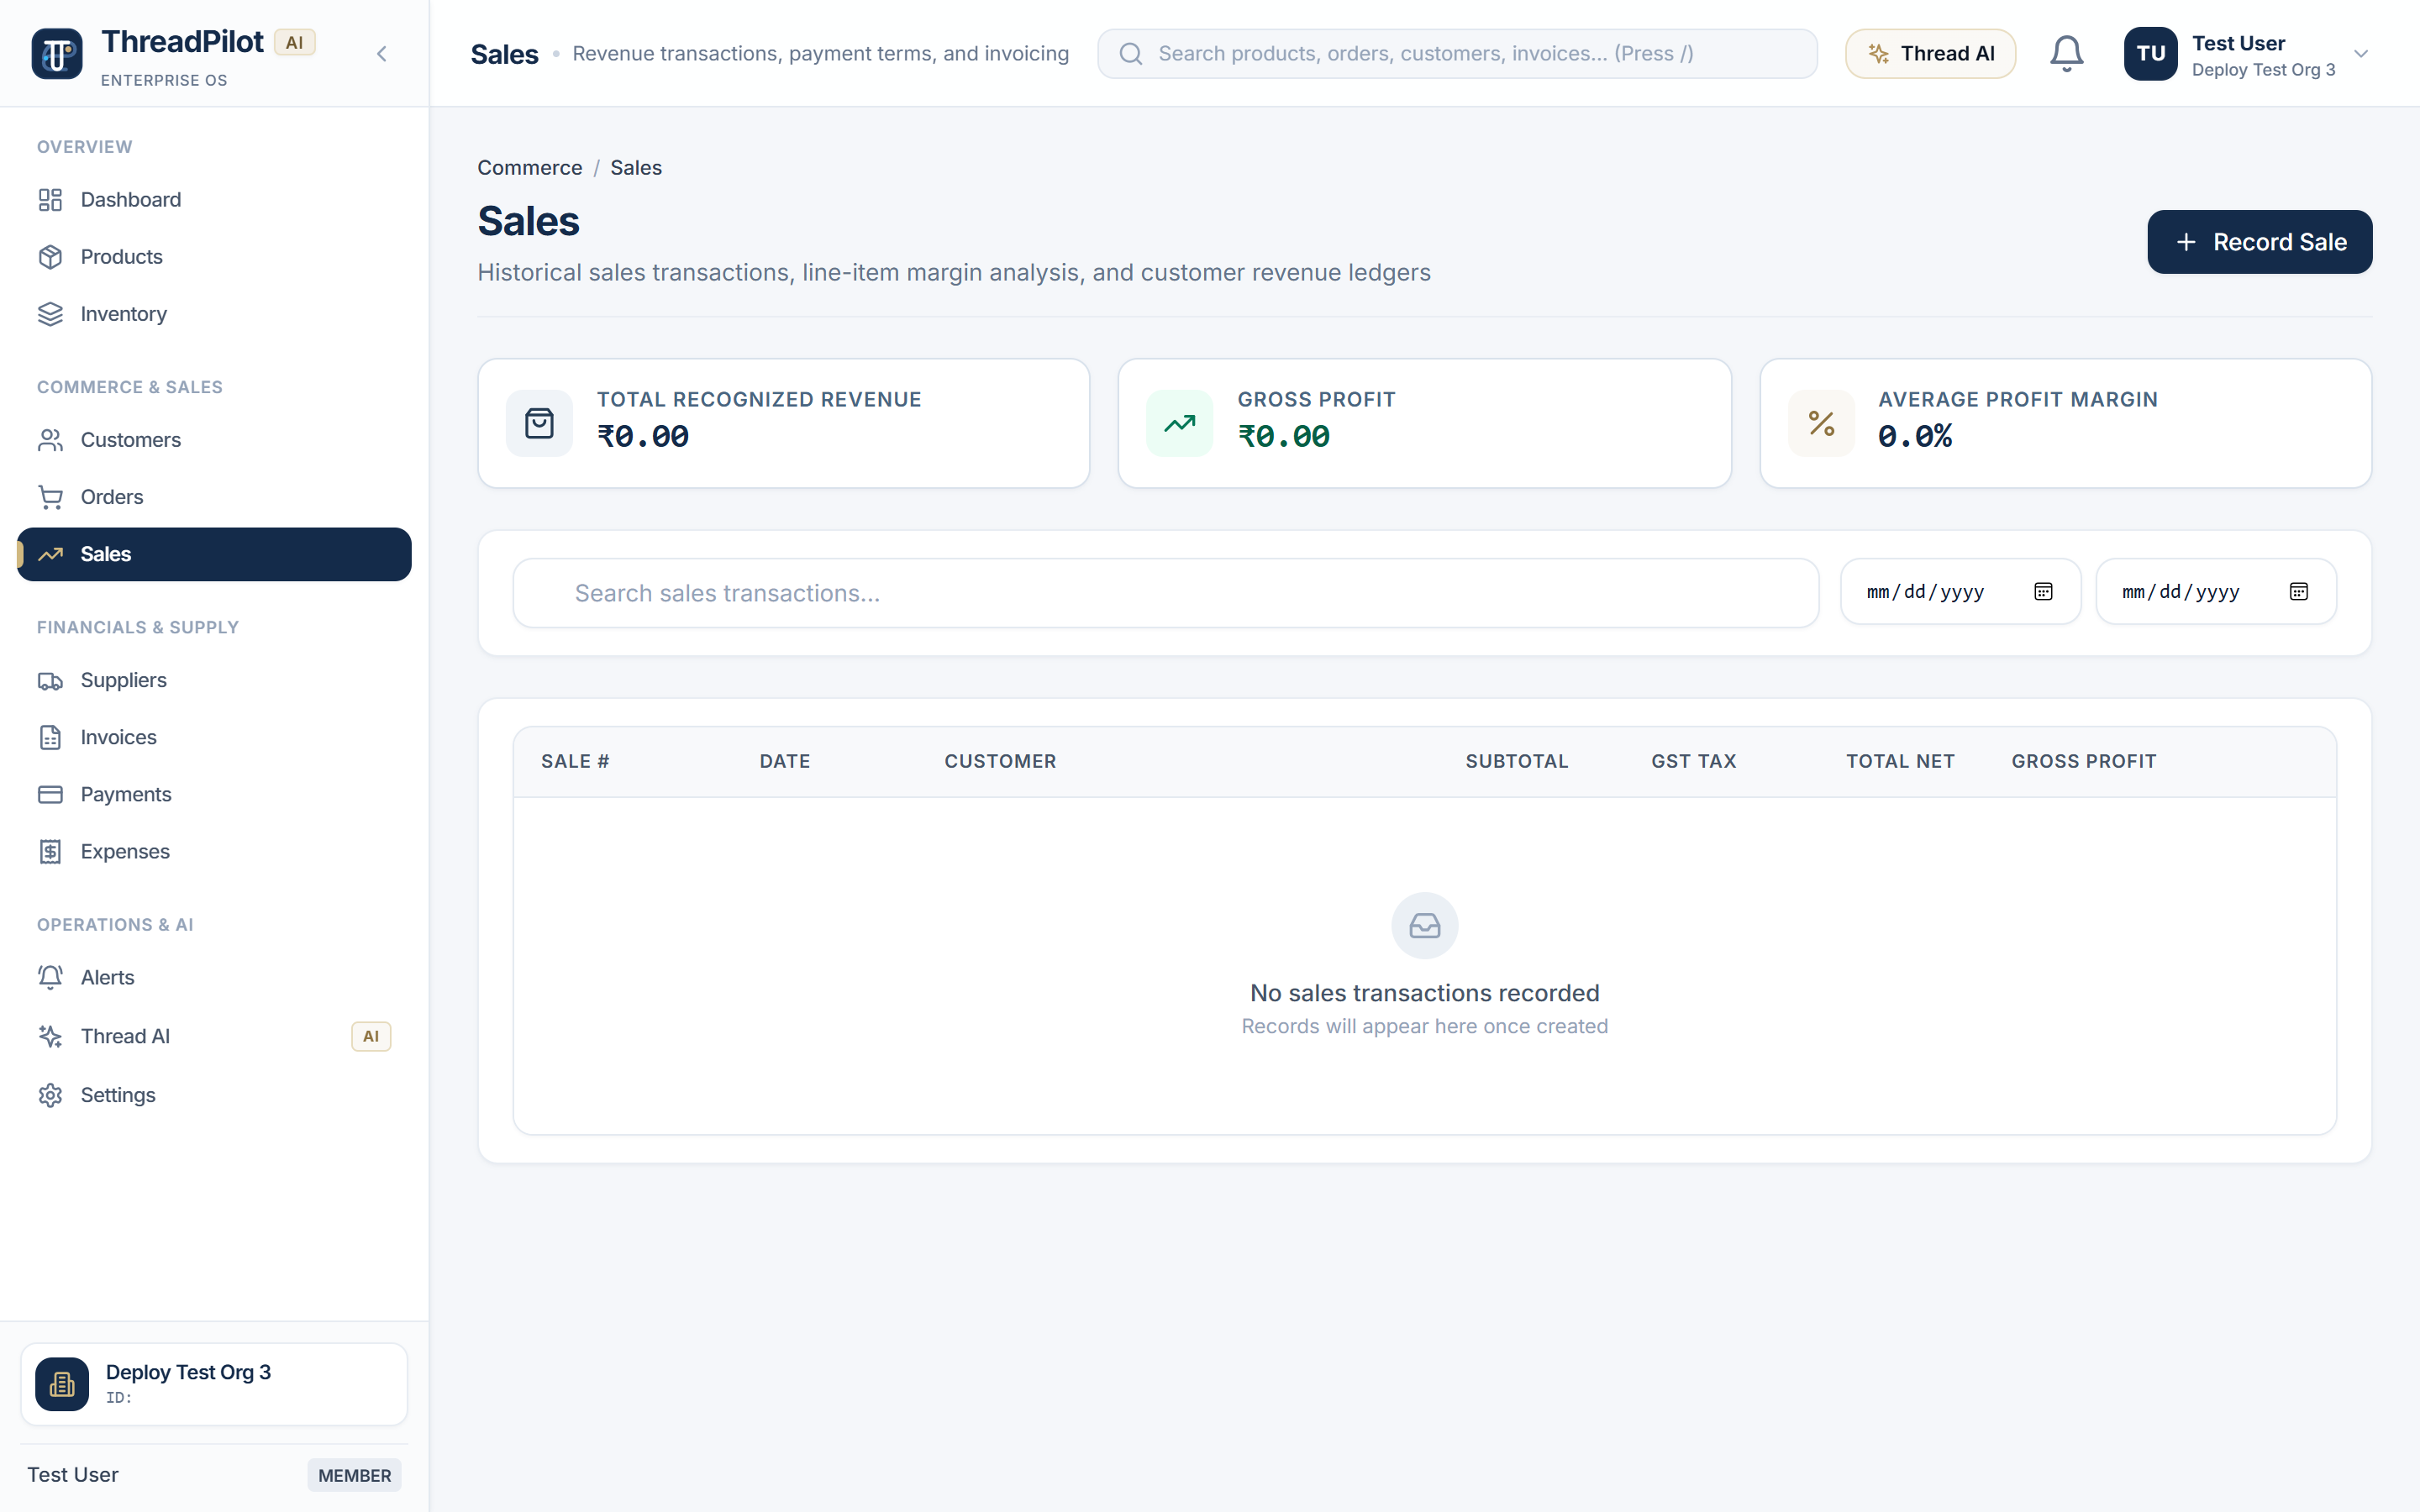 ThreadPilot AI
ENTERPRISE OS
OVERVIEW
Dashboard
Products
Inventory
COMMERCE & SALES
Customers
Orders
Sales
FINANCIALS & SUPPLY
Suppliers
Invoices
Payments
Expenses
OPERATIONS & AI
Alerts
Thread AI AI
Settings
Deploy Test Org 3
ID:
Test User MEMBER
Sales • Revenue transactions, payment terms, and invoicing
Search products, orders, customers, invoices... (Press /)
Thread AI
TU
Test User
Deploy Test Org 3
Commerce / Sales
Sales
Historical sales transactions, line-item margin analysis, and customer revenue ledgers
+ Record Sale
TOTAL RECOGNIZED REVENUE
₹0.00
GROSS PROFIT
₹0.00
AVERAGE PROFIT MARGIN
0.0%
Search sales transactions...
mm/dd/yyyy
mm/dd/yyyy
SALE # DATE CUSTOMER SUBTOTAL GST TAX TOTAL NET GROSS PROFIT
No sales transactions recorded
Records will appear here once created